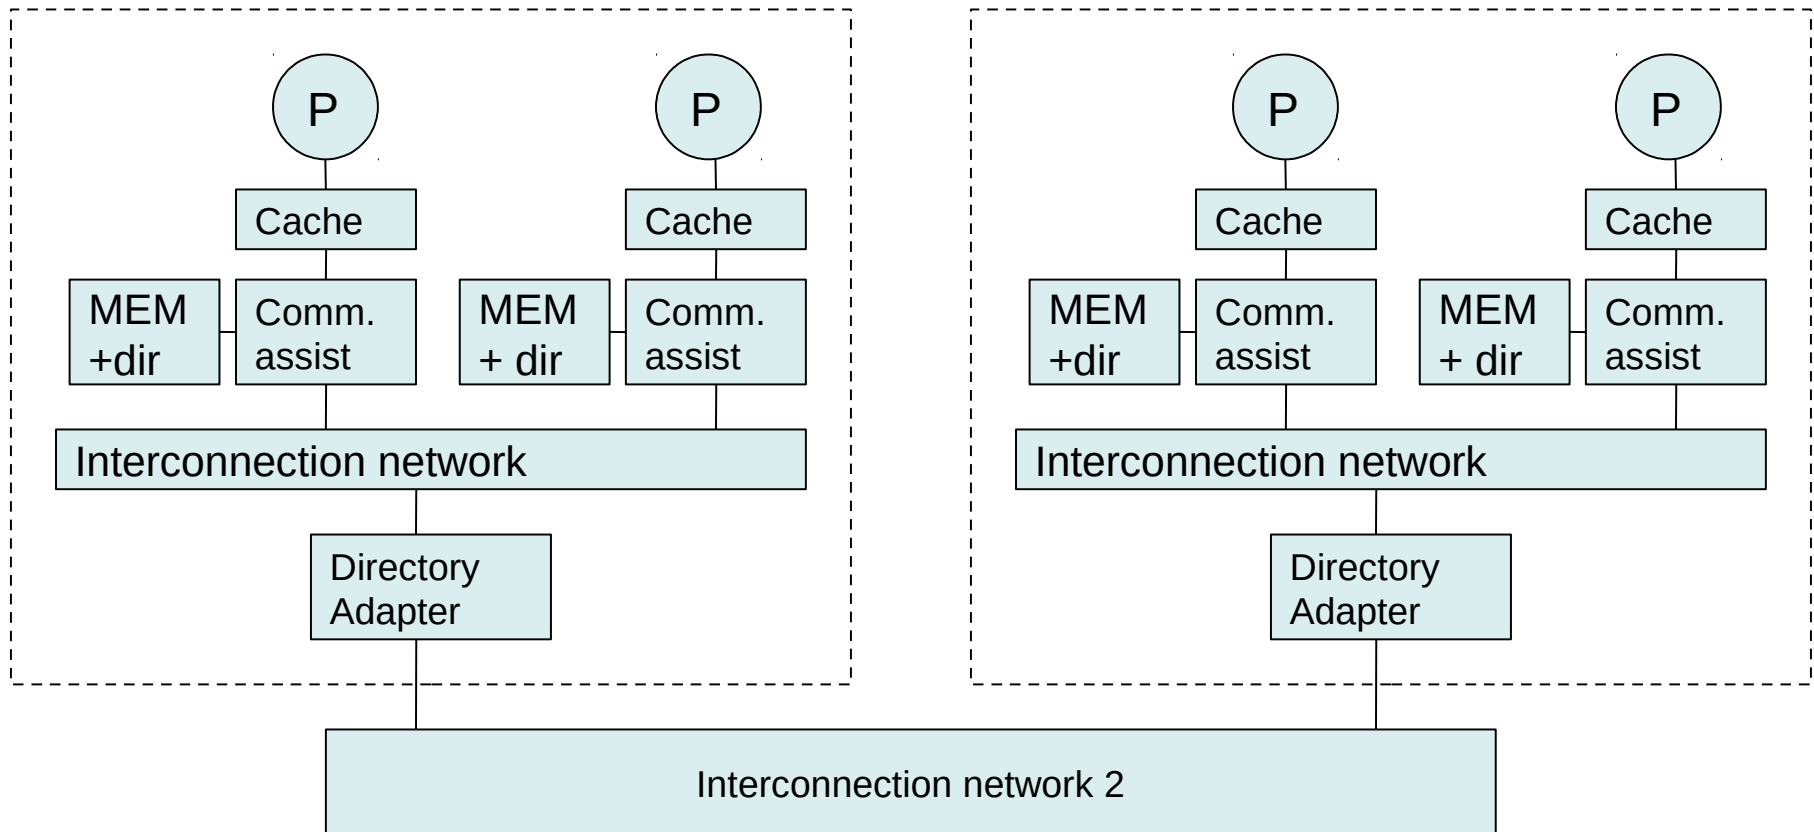 P
P
P
P
Cache
Cache
Cache
Cache
MEM
+dir
Comm.
assist
MEM
+ dir
Comm.
assist
MEM
+dir
Comm.
assist
MEM
+ dir
Comm.
assist
Interconnection network
Interconnection network
Directory
Adapter
Directory
Adapter
Interconnection network 2